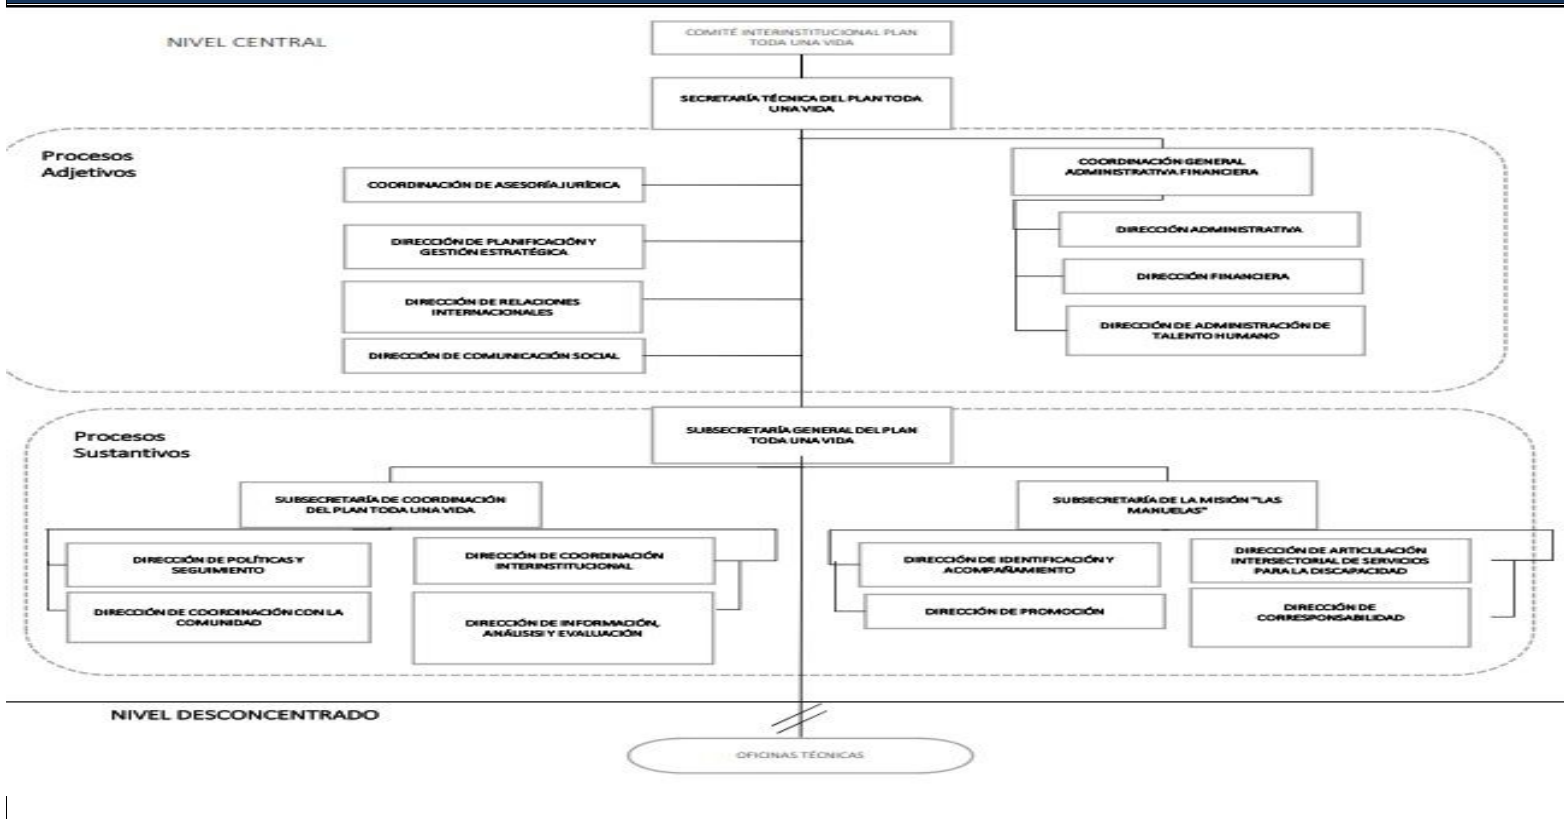 NIVEL CENTRAL
COMITÉ INTERINSTITUCIONAL PLAN
TODA UNA VIDA
SECRETARÍA TÉCNICA DEL PLAN TODA
UNA VIDA
Procesos
Adjetivos
COORDINACIÓN DE ASESORÍA JURÍDICA
DIRECCIÓN DE PLANIFICACIÓN Y
GESTIÓN ESTRATÉGICA
DIRECCIÓN DE RELACIONES
INTERNACIONALES
DIRECCIÓN DE COMUNICACIÓN SOCIAL
COORDINACIÓN GENERAL
ADMINISTRATIVA FINANCIERA
DIRECCIÓN ADMINISTRATIVA
DIRECCIÓN FINANCIERA
DIRECCIÓN DE ADMINISTRACIÓN DE
TALENTO HUMANO
Procesos
Sustantivos
SUBSECRETARÍA GENERAL DEL PLAN
TODA UNA VIDA
SUBSECRETARÍA DE COORDINACIÓN
DEL PLAN TODA UNA VIDA
DIRECCIÓN DE POLÍTICAS Y
SEGUIMIENTO
DIRECCIÓN DE COORDINACIÓN CON LA
COMUNIDAD
DIRECCIÓN DE COORDINACIÓN
INTERINSTITUCIONAL
DIRECCIÓN DE INFORMACIÓN,
ANÁLISISI Y EVALUACIÓN
SUBSECRETARÍA DE LA MISIÓN "LAS
MANUELAS"
DIRECCIÓN DE IDENTIFICACIÓN Y
ACOMPAÑAMIENTO
DIRECCIÓN DE PROMOCIÓN
DIRECCIÓN DE ARTICULACIÓN
INTERSECTORIAL DE SERVICIOS
PARA LA DISCAPACIDAD
DIRECCIÓN DE
CORRESPONSABILIDAD
NIVEL DESCONCENTRADO
OFICINAS TÉCNICAS